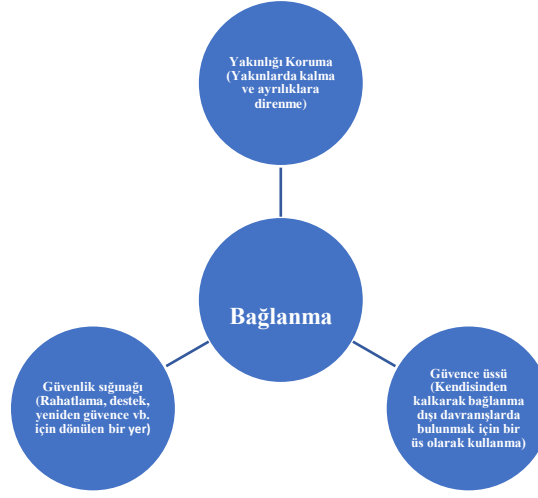 Yakınlığı Koruma
(Yakınlarda kalma
ve ayrılıklara
direnme)
Bağlanma
Güvenlik sığınağı
(Rahatlama, destek,
yeniden güvence vb.
için dönülen bir yer)
Güvence üssü
(Kendisinden
kalkarak bağlanma
dışı davranışlarda
bulunmak için bir
üs olarak kullanma)